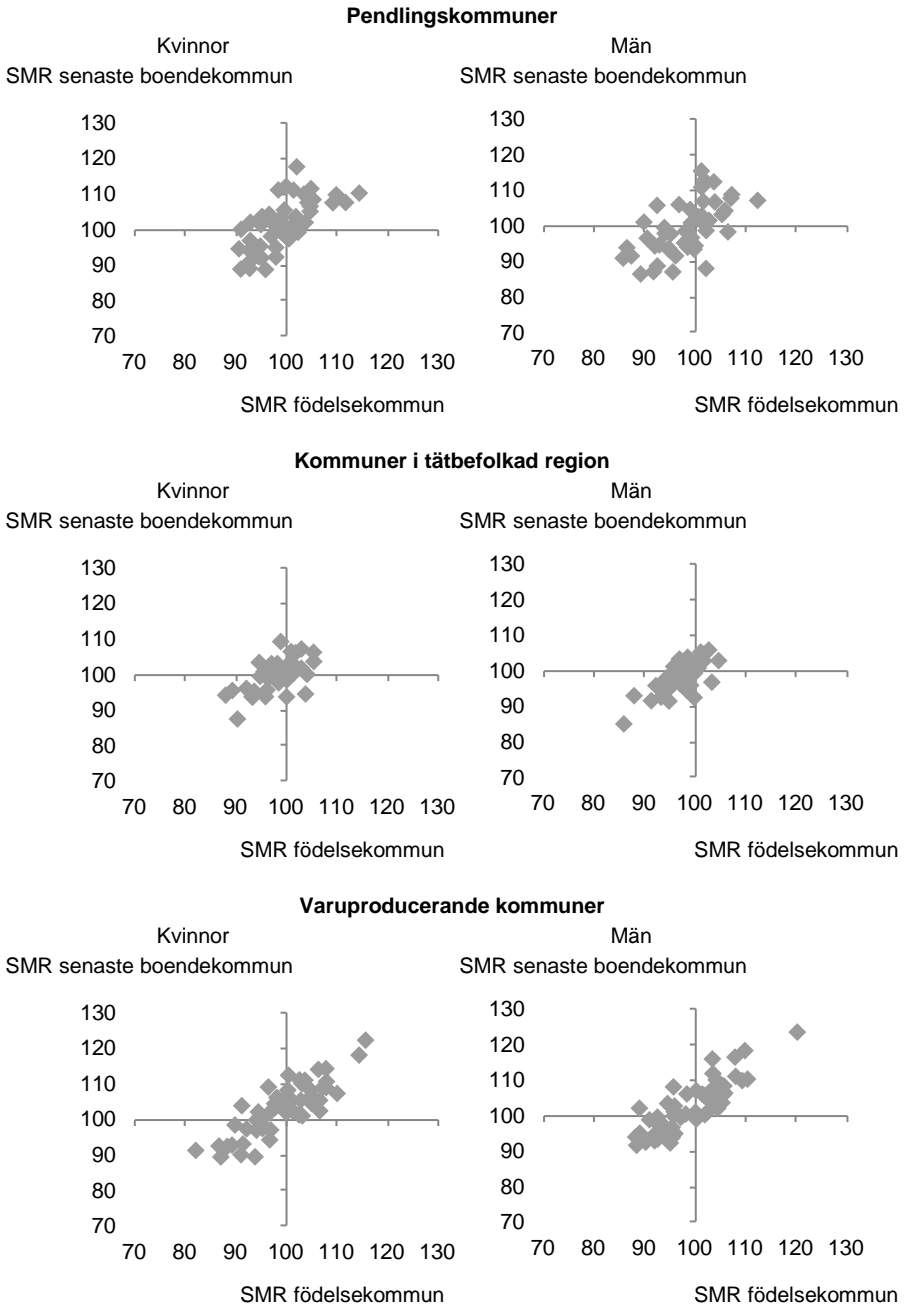 Pendlingskommuner
Kvinnor Män
SMR senaste boendekommun SMR senaste boendekommun
130 130
120 120
110 110
100 100
90 90
80 80
70 70
70 80 90 100 110 120 130 70 80 90 100 110 120 130
SMR födelsekommun SMR födelsekommun
Kommuner i tätbefolkad region
Kvinnor Män
SMR senaste boendekommun SMR senaste boendekommun
130 130
120 120
110 110
100 100
90 90
80 80
70 70
70 80 90 100 110 120 130 70 80 90 100 110 120 130
SMR födelsekommun SMR födelsekommun
Varuproducerande kommuner
Kvinnor Män
SMR senaste boendekommun SMR senaste boendekommun
130 130
120 120
110 110
100 100
90 90
80 80
70 70
70 80 90 100 110 120 130 70 80 90 100 110 120 130
SMR födelsekommun SMR födelsekommun